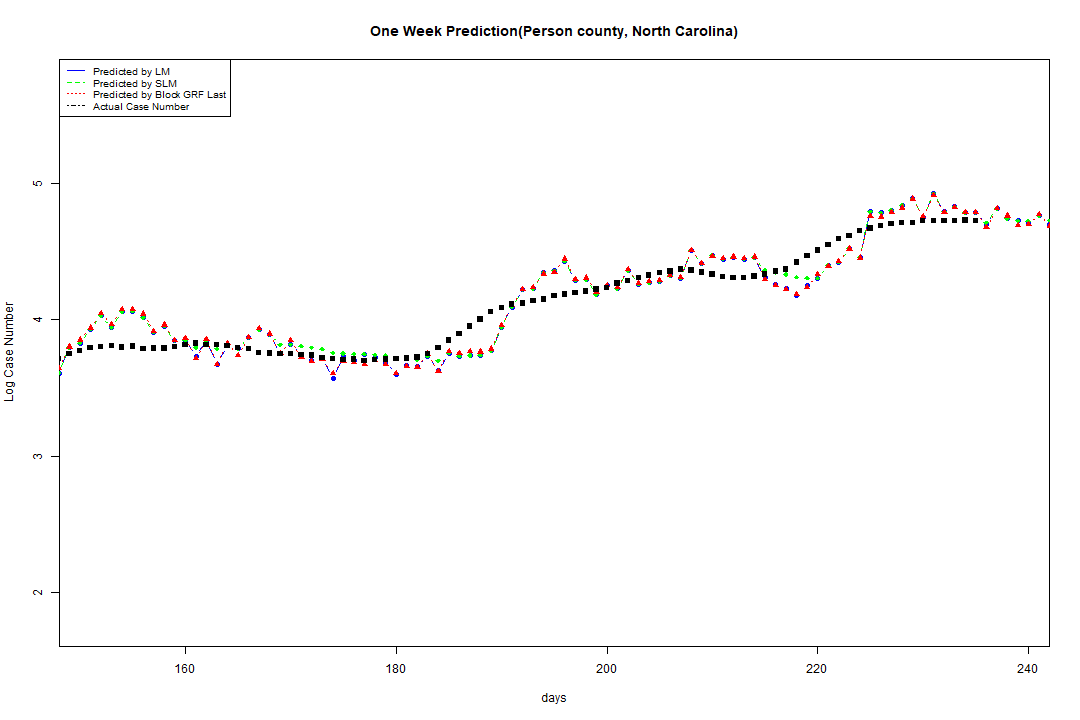 One Week Prediction(Person county, North Carolina)
Predicted by LM
Predicted by SLM
Predicted by Block GRF Last
Actual Case Number
5
4
3
2
Log Case Number
160 180 200 220 240
days